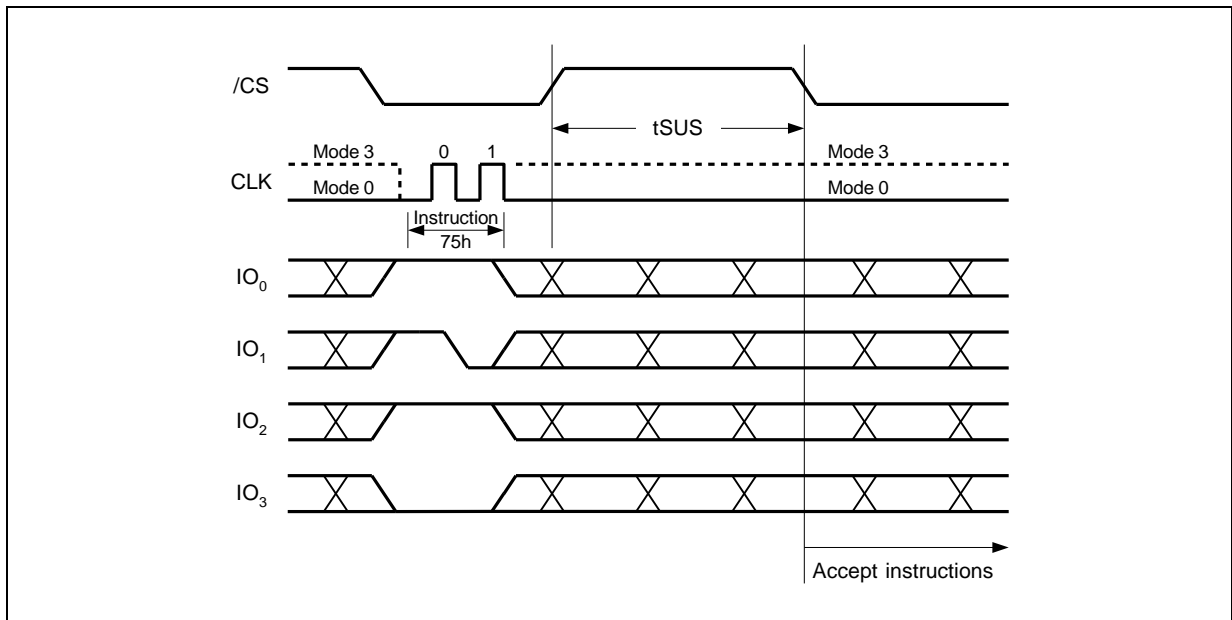 /CS
tSUS
Mode 3 0 1 Mode 3
CLK
Mode 0 Mode 0
Instruction
75h
IO0
IO1
IO2
IO3
Accept instructions